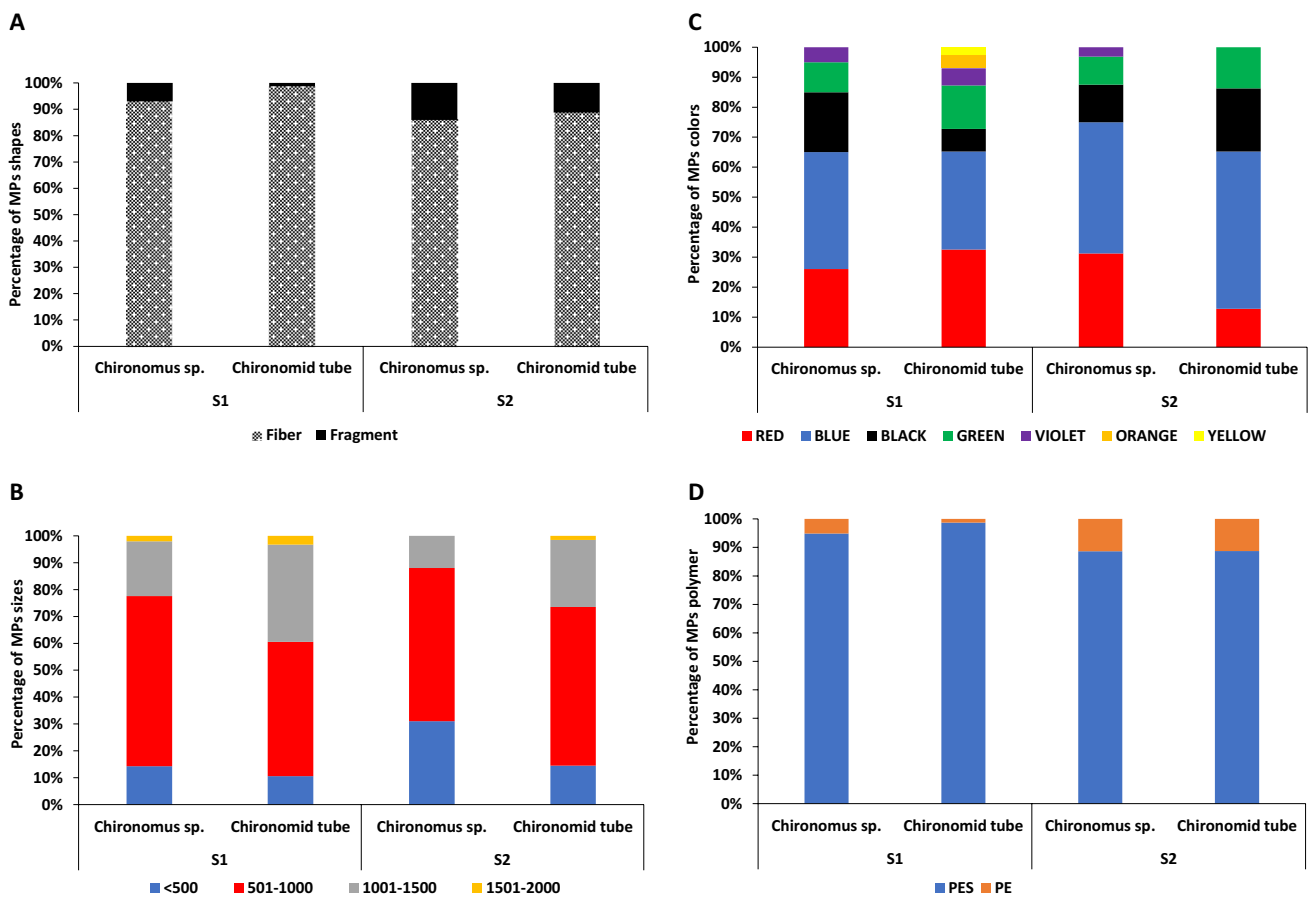 A
Percentage of MPs shapes
100%
90%
80%
70%
60%
50%
40%
30%
20%
10%
0%
Chironomus sp. Chironomid tube Chironomus sp. Chironomid tube
S1 S2
Fiber Fragment
B
Percentage of MPs sizes
100%
90%
80%
70%
60%
50%
40%
30%
20%
10%
0%
Chironomus sp. Chironomid tube Chironomus sp. Chironomid tube
S1 S2
<500 501-1000 1001-1500 1501-2000
C
Percentage of MPs colors
100%
90%
80%
70%
60%
50%
40%
30%
20%
10%
0%
Chironomus sp. Chironomid tube Chironomus sp. Chironomid tube
S1 S2
RED BLUE BLACK GREEN VIOLET ORANGE YELLOW
D
Percentage of MPs polymer
100%
90%
80%
70%
60%
50%
40%
30%
20%
10%
0%
Chironomus sp. Chironomid tube Chironomus sp. Chironomid tube
S1 S2
PES PE